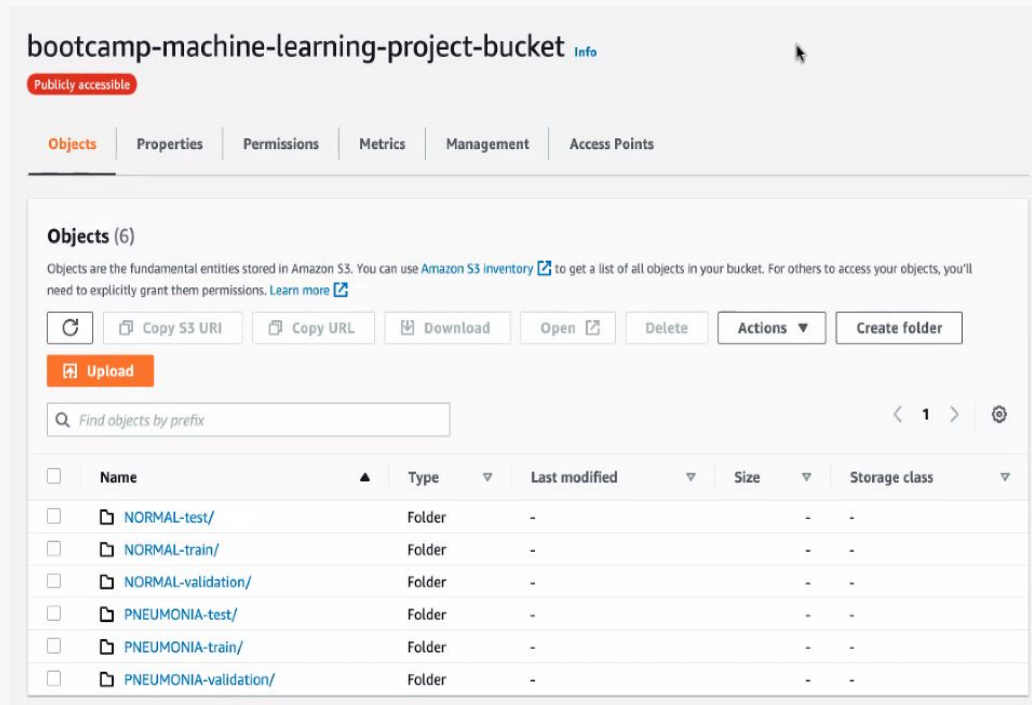 bootcamp-machine-learning-project-bucket Info
Publicly accessible
Objects Properties Permissions Metrics Management Access Points
Objects (6)
Objects are the fundamental entities stored in Amazon S3. You can use Amazon S3 inventory to get a list of all objects in your bucket. For others to access your objects, you'll
need to explicitly grant them permissions. Learn more
Copy S3 URI Copy URL Download Open Delete Actions Create folder
Upload
Find objects by prefix 1
Name Type Last modified Size Storage class
NORMAL-test/ Folder - - -
NORMAL-train/ Folder - - -
NORMAL-validation/ Folder - - -
PNEUMONIA-test/ Folder - - -
PNEUMONIA-train/ Folder - - -
PNEUMONIA-validation/ Folder - - -